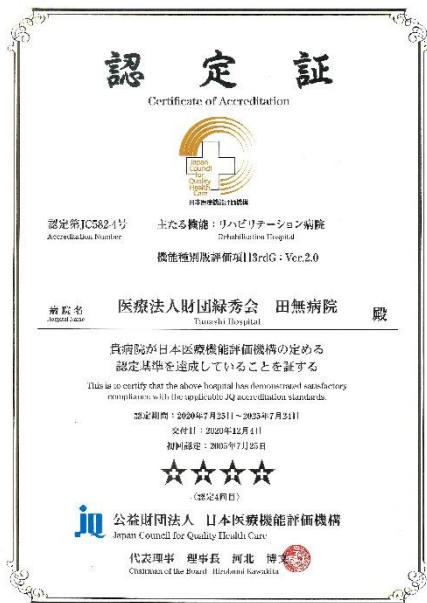 認定証
Certificate of Accreditation
Japan
Council
for
Quality
Health
Care
日本医療機能評価機構
認定第JC582-4号
Accreditation Number
主たる機能：リハビリテーション病院
Rehabilitation Hospital
機能種別版評価項目3rdG：Ver.2.0
病院名
Hospital Name
医療法人財団緑秀会 田無病院
Tanashi Hospital
殿
貴病院が日本医療機能評価機構の定める
認定基準を達成していることを証する
This is to certify that the above hospital has demonstrated satisfactory
compliance with the applicable JQ accreditation standards.
認定期間：2020年7月25日～2025年7月24日
交付日：2020年12月4日
初回認定：2005年7月25日
(認定4回目)
jq
公益財団法人 日本医療機能評価機構
Japan Council for Quality Health Care
代表理事 理事長 河北 博文
Chairman of the Board Hirobumi Kawakita